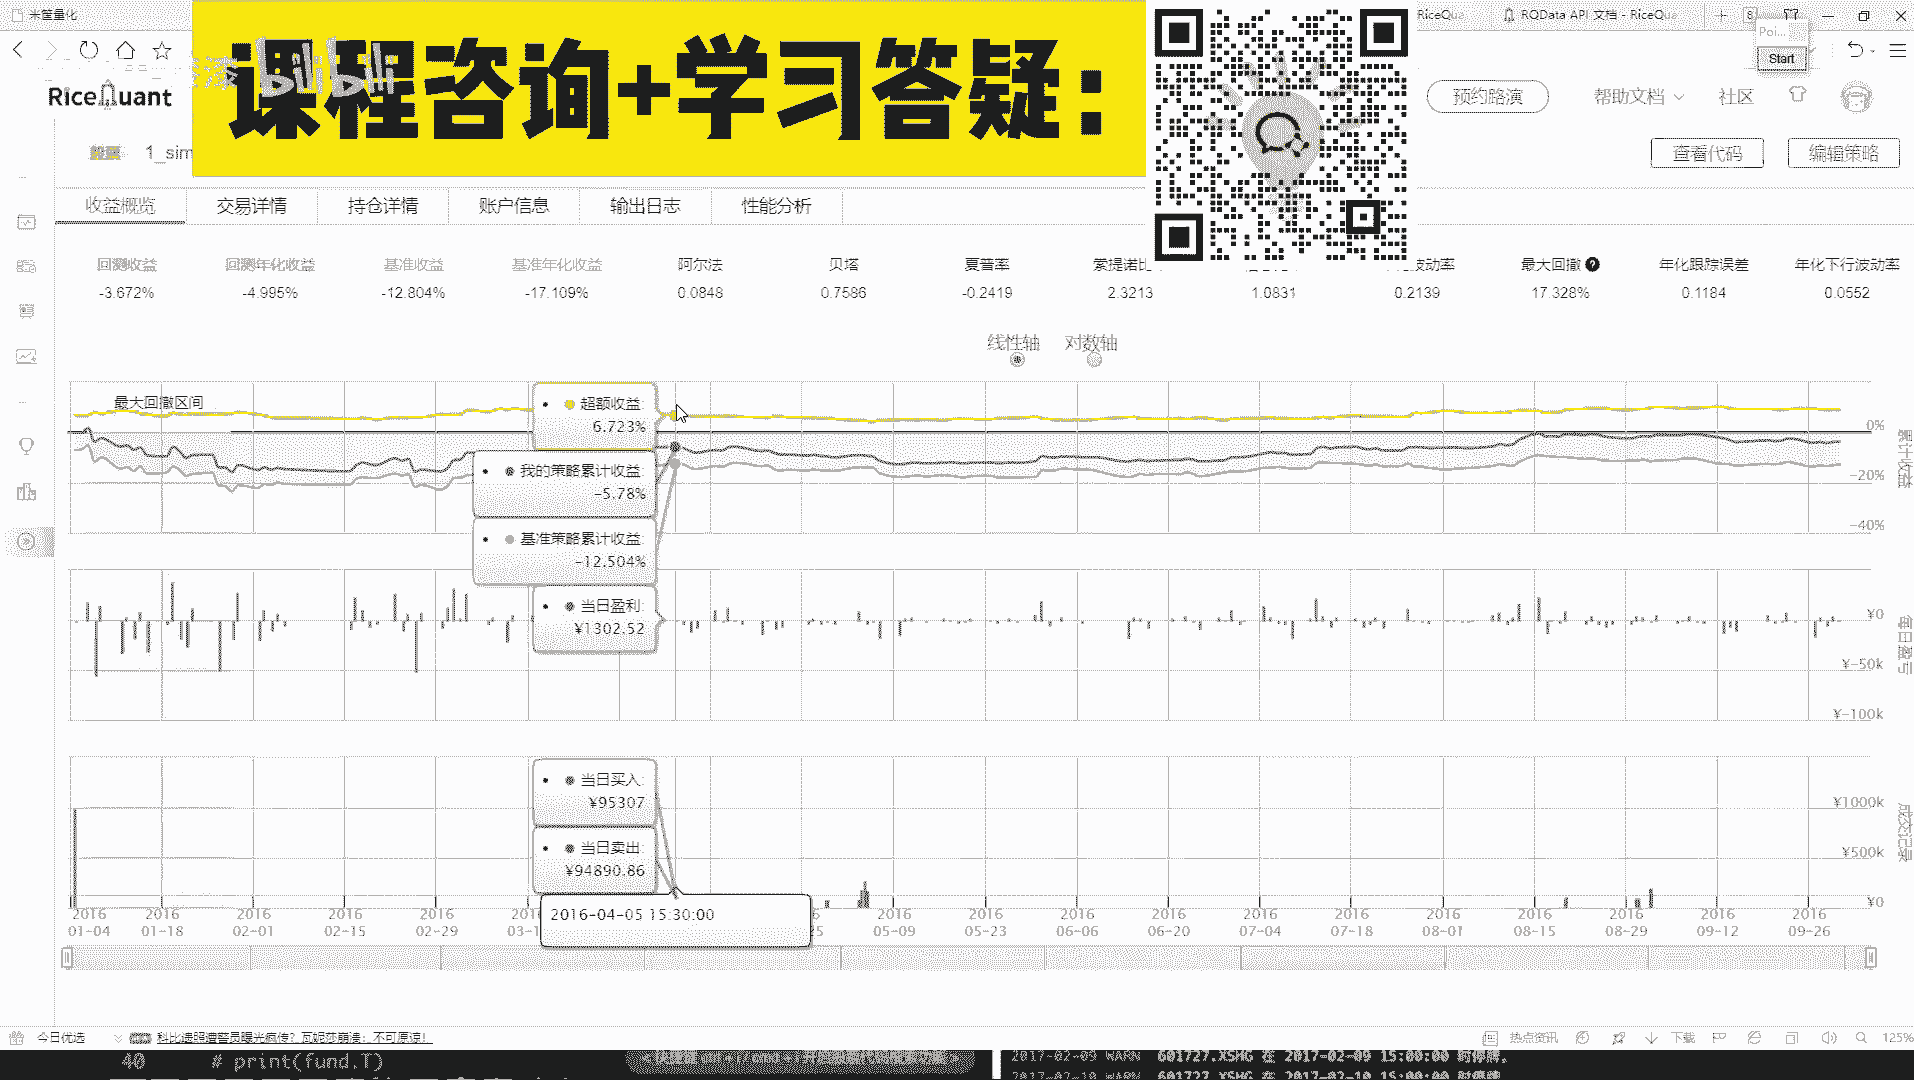 米筐量化
RiceQua
RQData API 文档 - RiceQua
Poi...
Start
课程咨询+学习答疑：
bilibili
RiceQuant
预约路演
帮助文档
社区
1_sim
查看代码
编辑策略
收益概览
交易详情
持仓详情
账户信息
输出日志
性能分析
回测收益
回测年化收益
基准收益
基准年化收益
阿尔法
贝塔
夏普率
索提诺比
波动率
最大回撤
年化跟踪误差
年化下行波动率
-3.672%
-4.995%
-12.804%
-17.109%
0.0848
0.7586
-0.2419
2.3213
1.0831
0.2139
17.328%
0.1184
0.0552
线性轴
对数轴
最大回撤区间
超额收益:
6.723%
我的策略累计收益:
-5.78%
基准策略累计收益:
-12.504%
当日盈利:
¥1302.52
当日买入:
¥95307
当日卖出:
¥94890.86
2016-04-05 15:30:00
0%
-20%
-40%
累计收益
¥0
¥-50k
¥-100k
每日盈亏
¥1000k
¥500k
¥0
成交记录
2016
01-04
2016
01-18
2016
02-01
2016
02-15
2016
02-29
2016
05-09
2016
05-23
2016
06-06
2016
06-20
2016
07-04
2016
07-18
2016
08-01
2016
08-15
2016
08-29
2016
09-12
2016
09-26
今日优选
科比遗照遭警员曝光疯传？瓦妮莎崩溃：不可原谅！
热点资讯
下载
125%
40 # print(fund.T)
2017-02-09 WARN 601727.XSHG 在 2017-02-09 15:00:00 时停牌。
2017-02-10 WARN 601727.XSHG 在 2017-02-10 15:00:00 时停牌。